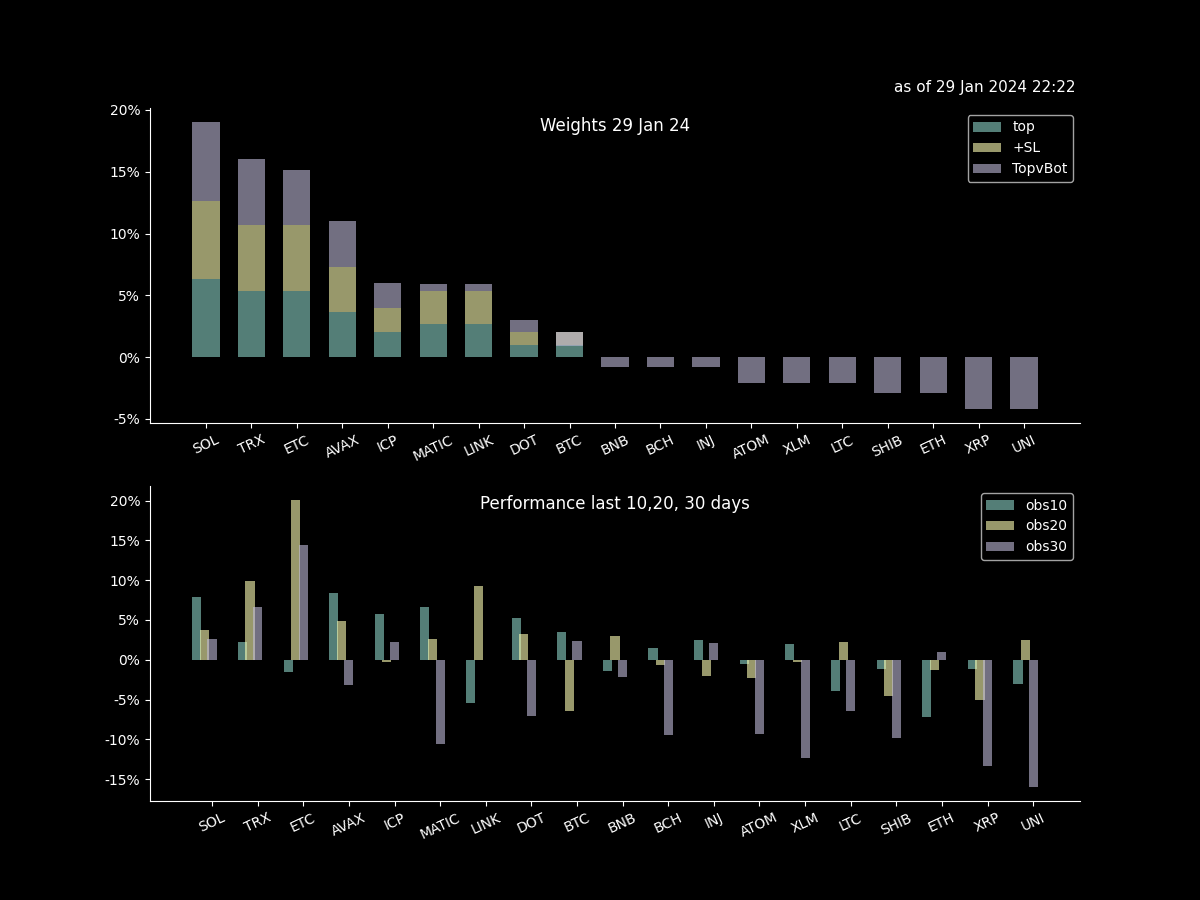 as of 29 Jan 2024 22:22
Weights 29 Jan 24
top
+SL
TopvBot
20%
15%
10%
5%
0%
-5%
SOL TRX ETC AVAX ICP MATIC LINK DOT BTC BNB BCH INJ ATOM XLM LTC SHIB ETH XRP UNI
Performance last 10,20, 30 days
obs10
obs20
obs30
20%
15%
10%
5%
0%
-5%
-10%
-15%
SOL TRX ETC AVAX ICP MATIC LINK DOT BTC BNB BCH INJ ATOM XLM LTC SHIB ETH XRP UNI